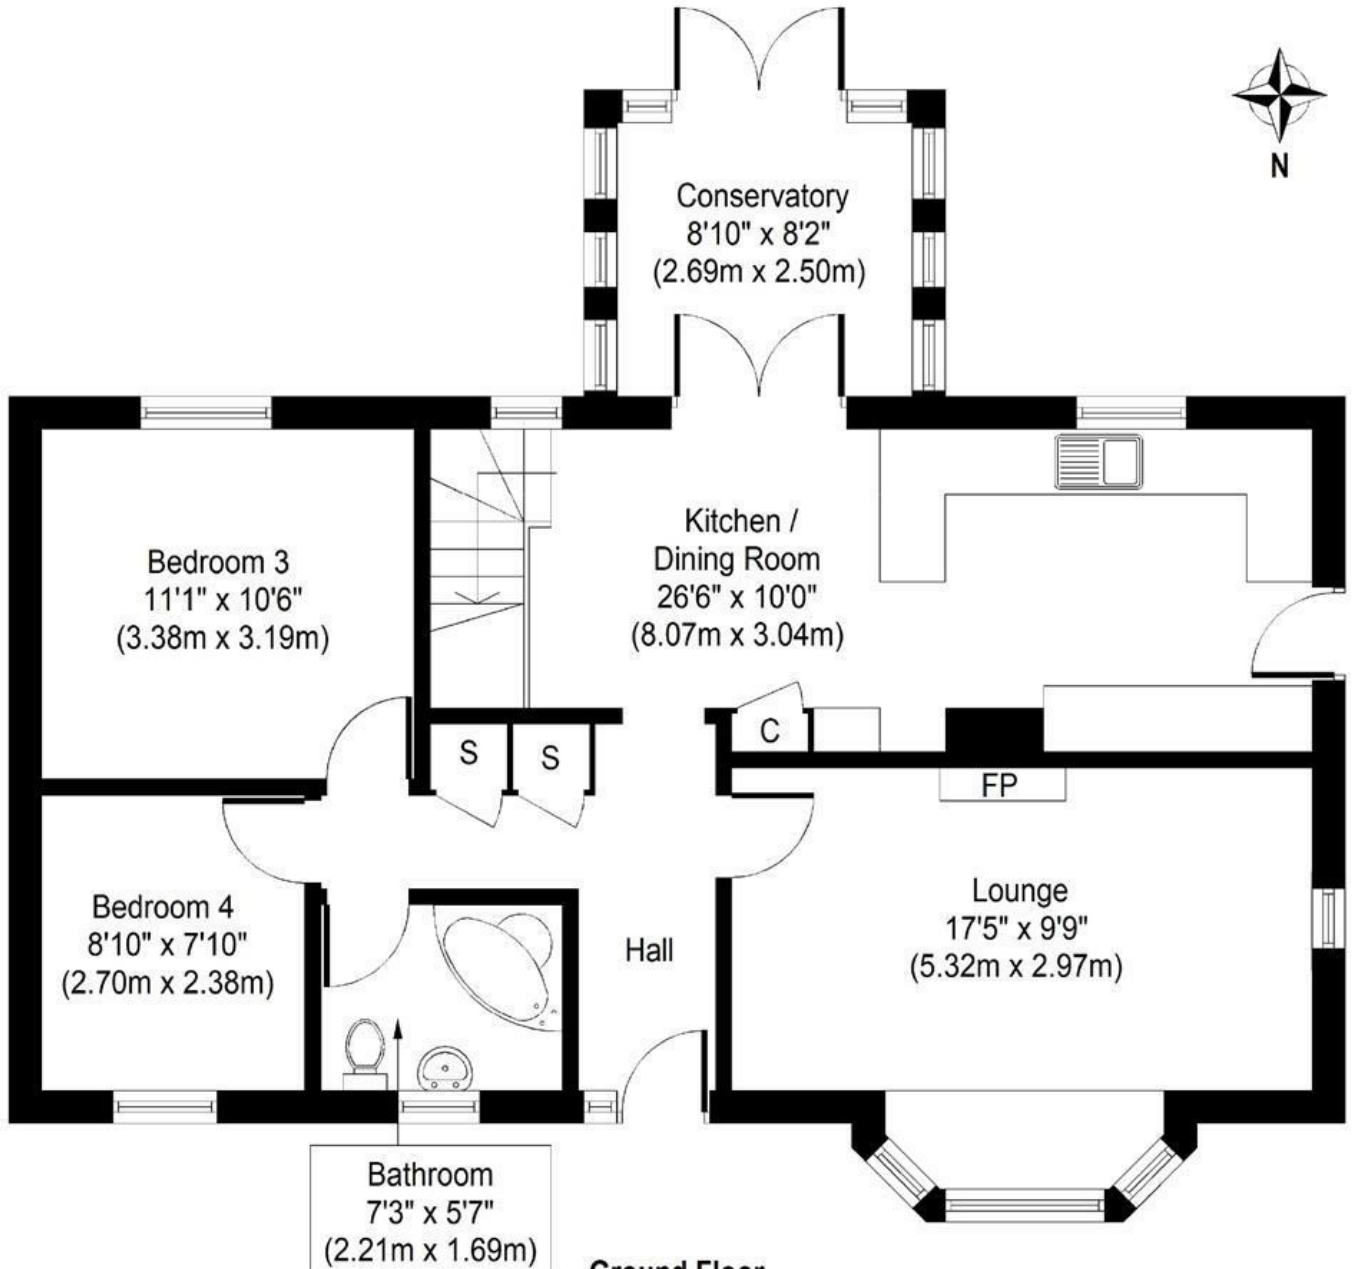 N
Conservatory
8'10" x 8'2"
(2.69m x 2.50m)
Kitchen /
Dining Room
26'6" x 10'0"
(8.07m x 3.04m)
Bedroom 3
11'1" x 10'6"
(3.38m x 3.19m)
S
S
C
FP
Bedroom 4
8'10" x 7'10"
(2.70m x 2.38m)
Hall
Lounge
17'5" x 9'9"
(5.32m x 2.97m)
Bathroom
7'3" x 5'7"
(2.21m x 1.69m)
Ground Floor